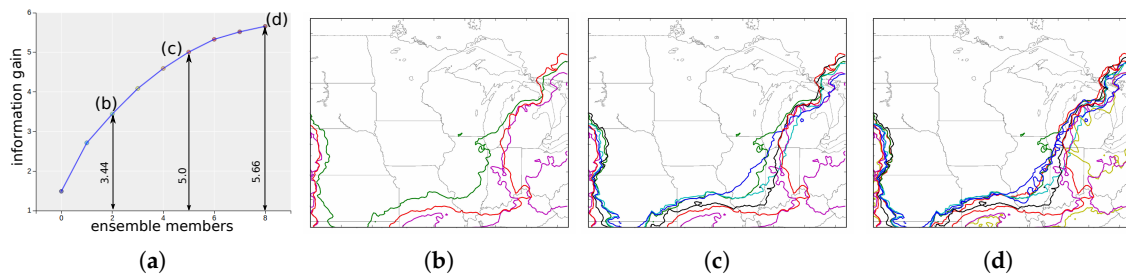 6
5
4
3
2
1
information gain
(b)
(c)
(d)
3.44
5.0
5.66
0
2
4
6
8
ensemble members
(a)
(b)
(c)
(d)